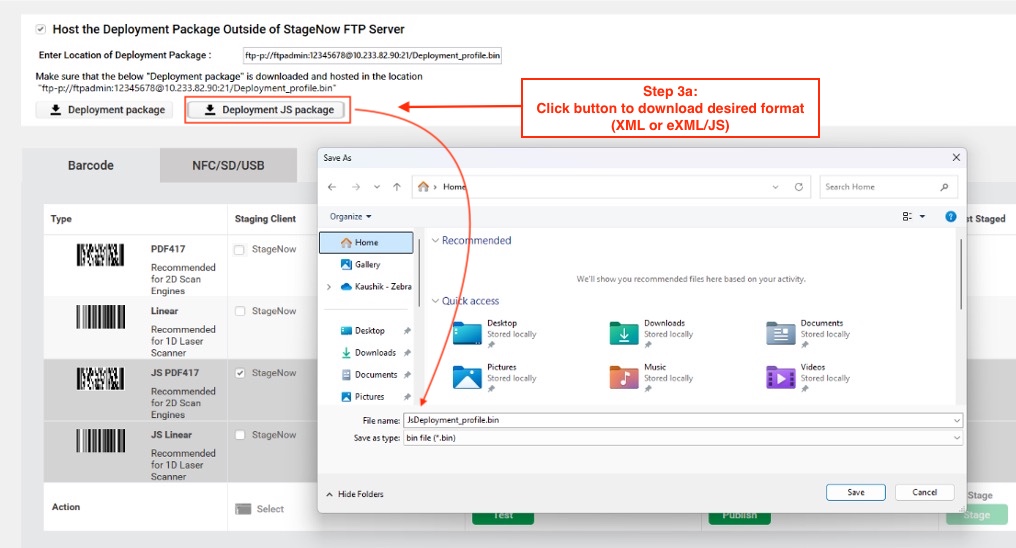 Host the Deployment Package Outside of StageNow FTP Server
Enter Location of Deployment Package :
ftp-p://ftpadmin:12345678@10.233.82.90:21/Deployment_profile.bin
Make sure that the below "Deployment package" is downloaded and hosted in the location
"ftp-p://ftpadmin:12345678@10.233.82.90:21/Deployment_profile.bin"
Deployment package
Deployment JS package
Step 3a:
Click button to download desired format
(XML or eXML/JS)
Barcode
NFC/SD/USB
Type
Staging Client
t Staged
PDF417
Recommended
for 2D Scan
Engines
StageNow
Linear
Recommended
for 1D Laser
Scanner
StageNow
JS PDF417
Recommended
for 2D Scan
Engines
StageNow
JS Linear
Recommended
for 1D Laser
Scanner
StageNow
Action
Select
Test
Publish
Stage
Stage
Save As
Home
Search Home
Organize
Home
Gallery
Kaushik - Zebra
Desktop
Downloads
Documents
Pictures
Recommended
We'll show you recommended files here based on your activity.
Quick access
Desktop
Stored locally
Downloads
Stored locally
Documents
Stored locally
Pictures
Stored locally
Music
Stored locally
Videos
Stored locally
File name:
JsDeployment_profile.bin
Save as type:
bin file (*.bin)
Hide Folders
Save
Cancel